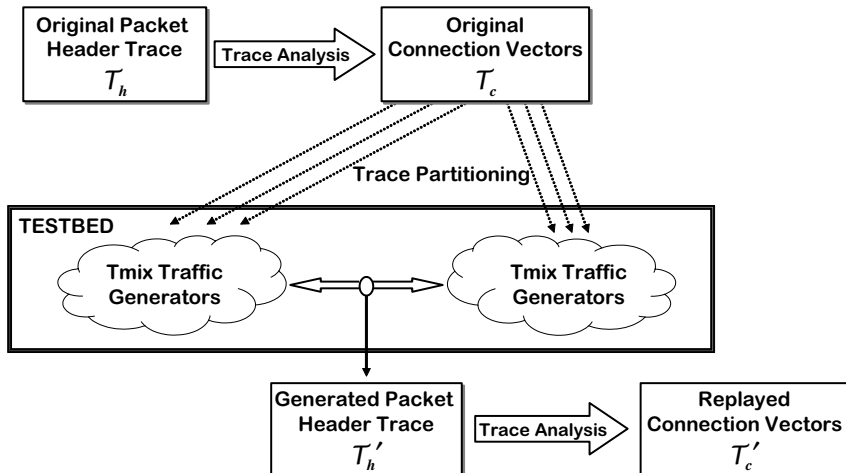 Original Packet
Header Trace
T_h
Trace Analysis
Original
Connection Vectors
T_c
Trace Partitioning
TESTBED
Tmix Traffic
Generators
Tmix Traffic
Generators
Generated Packet
Header Trace
T_h′
Trace Analysis
Replayed
Connection Vectors
T_c′